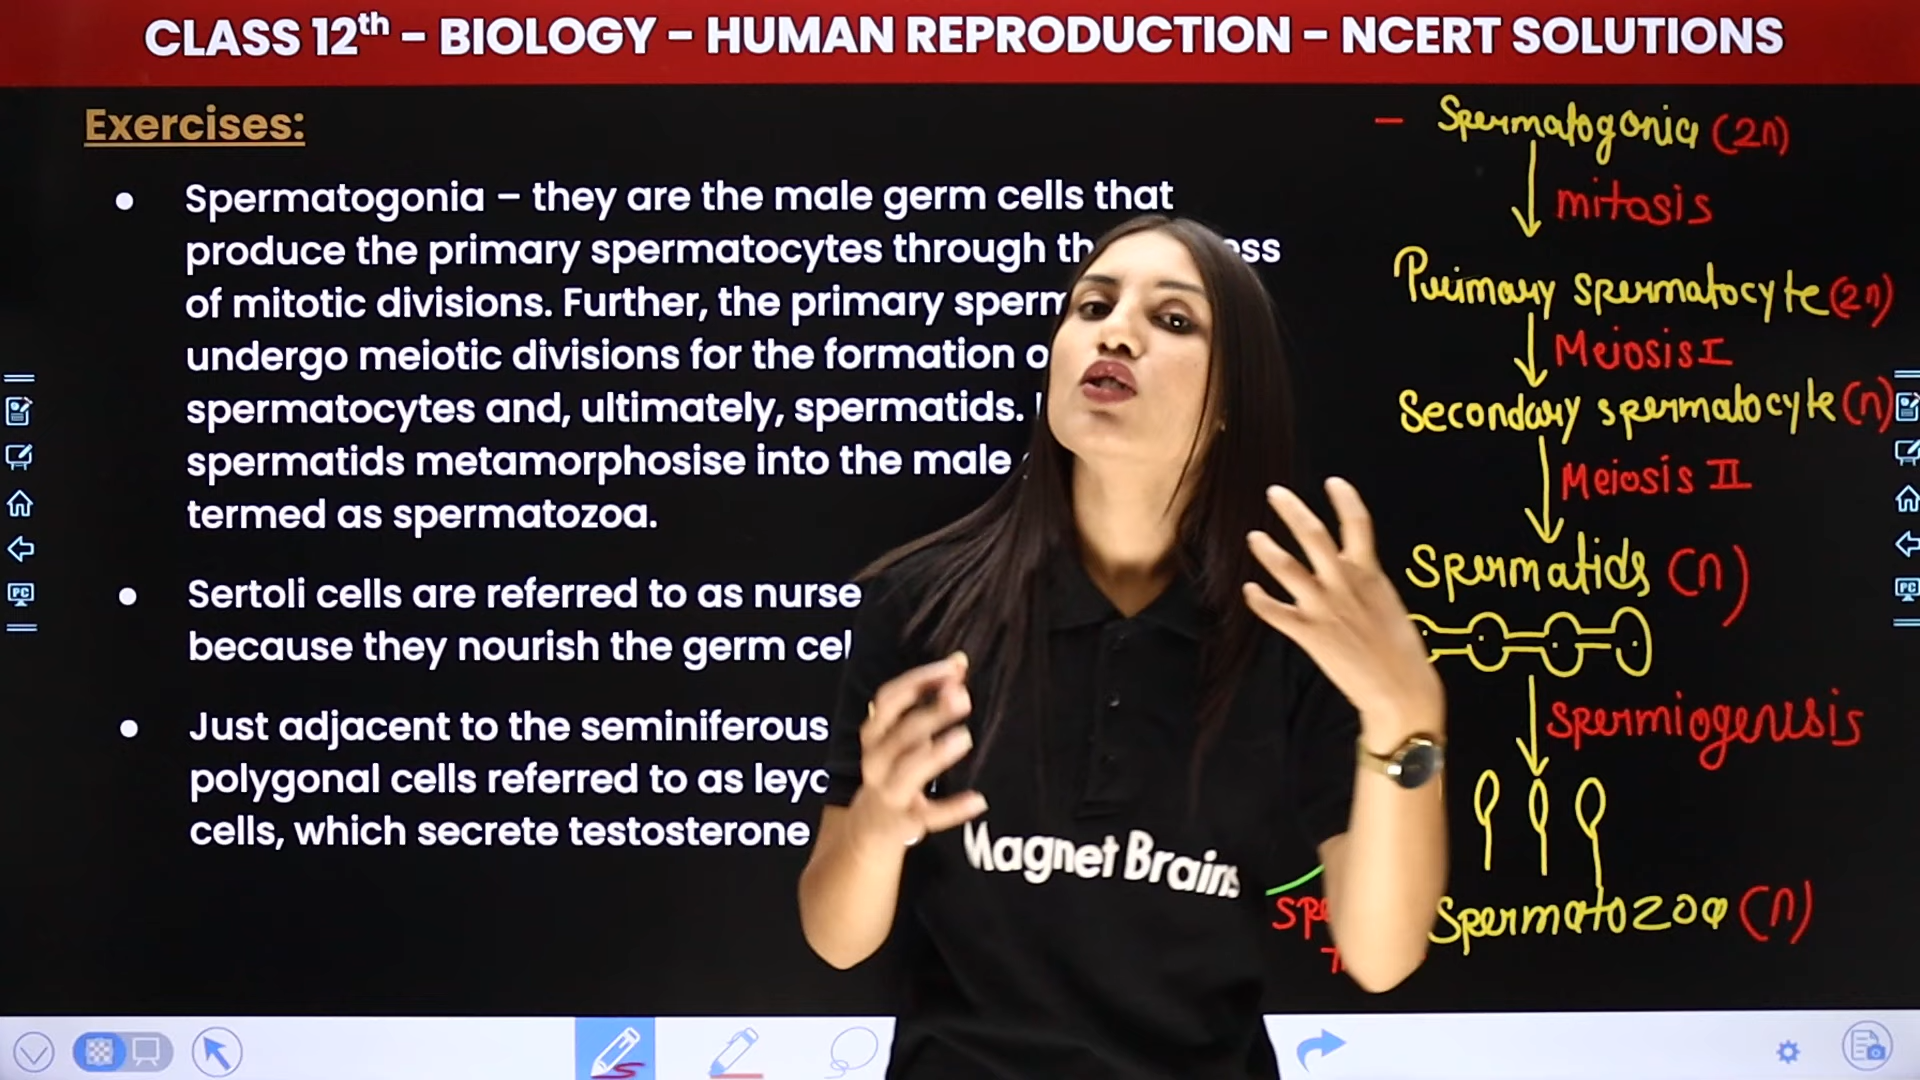 CLASS 12th – BIOLOGY – HUMAN REPRODUCTION – NCERT SOLUTIONS
Exercises:
• Spermatogonia – they are the male germ cells that
produce the primary spermatocytes through
of mitotic divisions. Further, the primary
undergo meiotic divisions for the formation
spermatocytes and, ultimately, spermatids.
spermatids metamorphosise into the male
termed as spermatozoa.
• Sertoli cells are referred to as nurse
because they nourish the germ
• Just adjacent to the seminiferous
polygonal cells referred to as
cells, which secrete testosterone
– Spermatogonia (2n)
mitosis
Primary spermatocyte (2n)
Meiosis I
Secondary spermatocyte (n)
Meiosis II
Spermatids (n)
spermiogenesis
Spermatozoa (n)
Magnet Brains
PC
PC